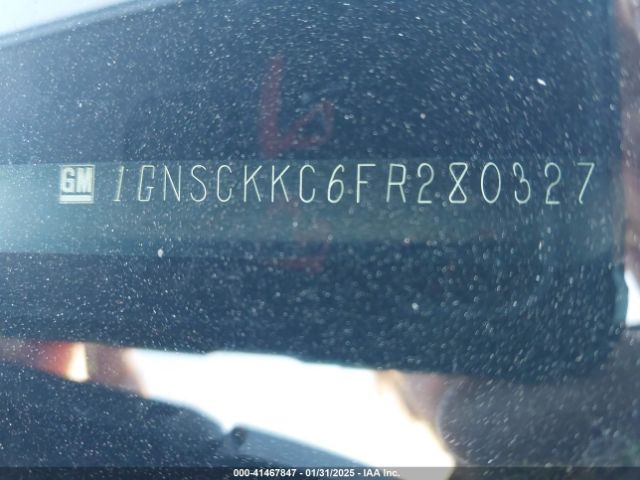 GM 1GNSCKKC6FR280327
000-41467847 - 01/31/2025 - IAA Inc.